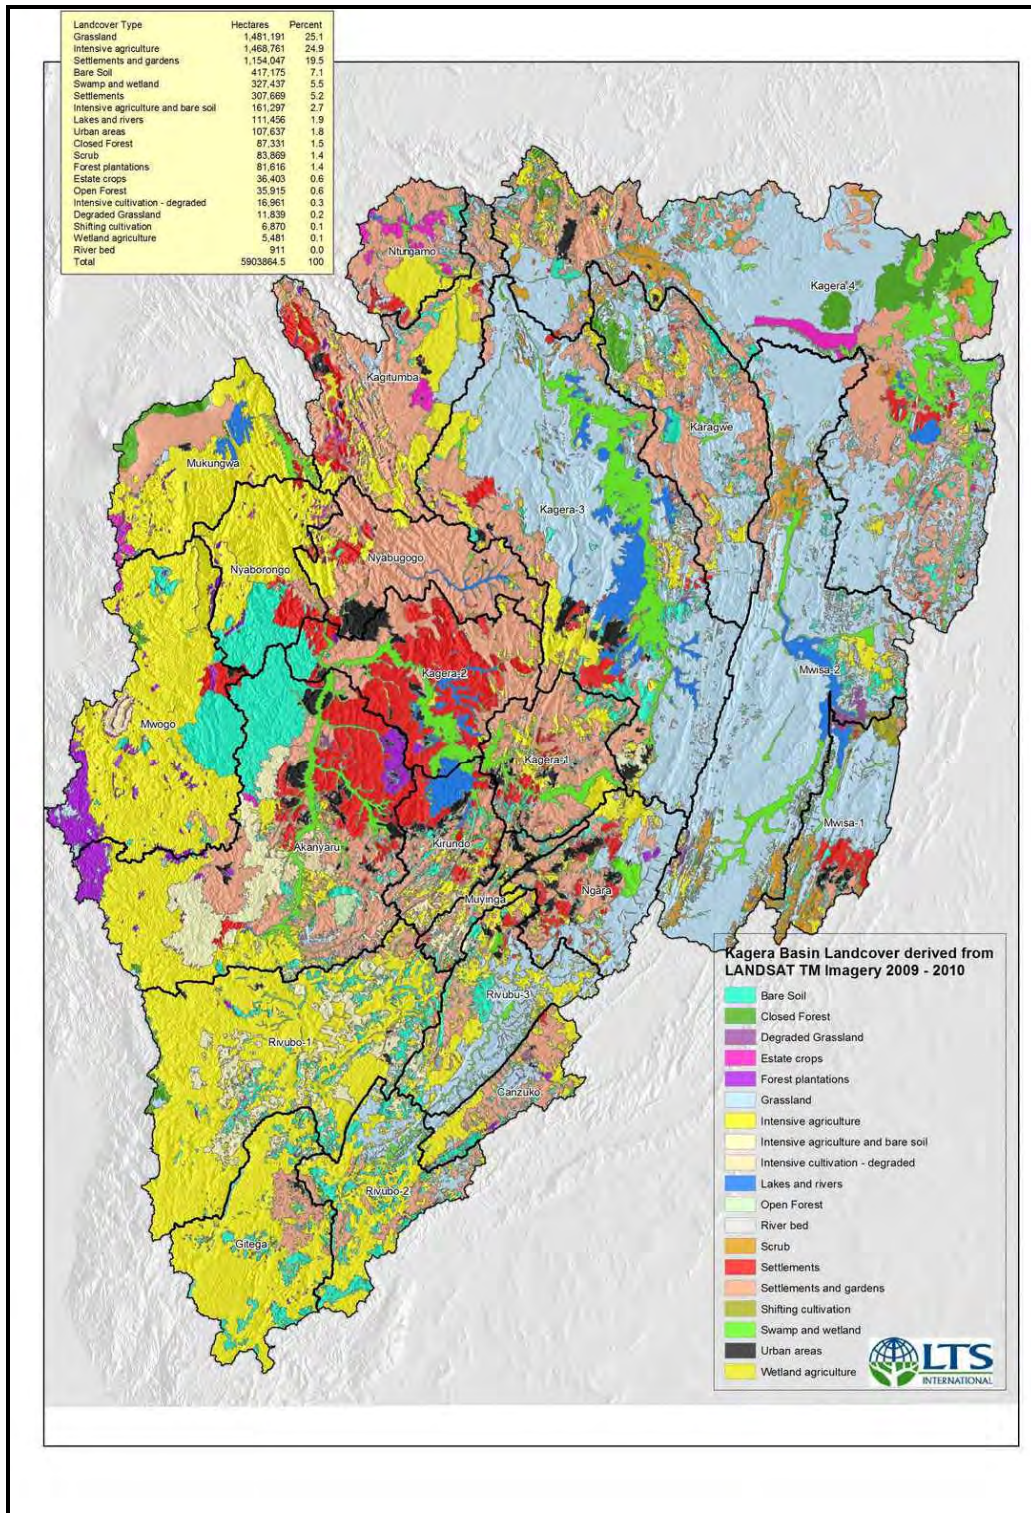 Landcover Type Hectares Percent
Grassland 1,481,191 25.1
Intensive agriculture 1,468,761 24.9
Settlements and gardens 1,154,047 19.5
Bare Soil 417,175 7.1
Swamp and wetland 327,437 5.5
Settlements 307,669 5.2
Intensive agriculture and bare soil 161,297 2.7
Lakes and rivers 111,456 1.9
Urban areas 107,637 1.8
Closed Forest 87,331 1.5
Scrub 83,869 1.4
Forest plantations 81,616 1.4
Estate crops 36,403 0.6
Open Forest 35,915 0.6
Intensive cultivation - degraded 16,961 0.3
Degraded Grassland 11,839 0.2
Shifting cultivation 6,870 0.1
Wetland agriculture 5,481 0.1
River bed 911 0.0
Total 5903864.5 100
Ntungamo
Kagera-4
Kagitumba
Karagwe
Mukungwa
Kagera-3
Nyabugogo
Nyaborongo
Kagera-2
Mwisa-2
Mwogo
Kagera-1
Mwisa-1
Akanyaru
Kirundo
Ngara
Muyinga
Rivubu-3
Rivubo-1
Canzuko
Rivubo-2
Gitega
Kagera Basin Landcover derived from
LANDSAT TM Imagery 2009 - 2010
Bare Soil
Closed Forest
Degraded Grassland
Estate crops
Forest plantations
Grassland
Intensive agriculture
Intensive agriculture and bare soil
Intensive cultivation - degraded
Lakes and rivers
Open Forest
River bed
Scrub
Settlements
Settlements and gardens
Shifting cultivation
Swamp and wetland
Urban areas
Wetland agriculture
LTS
INTERNATIONAL